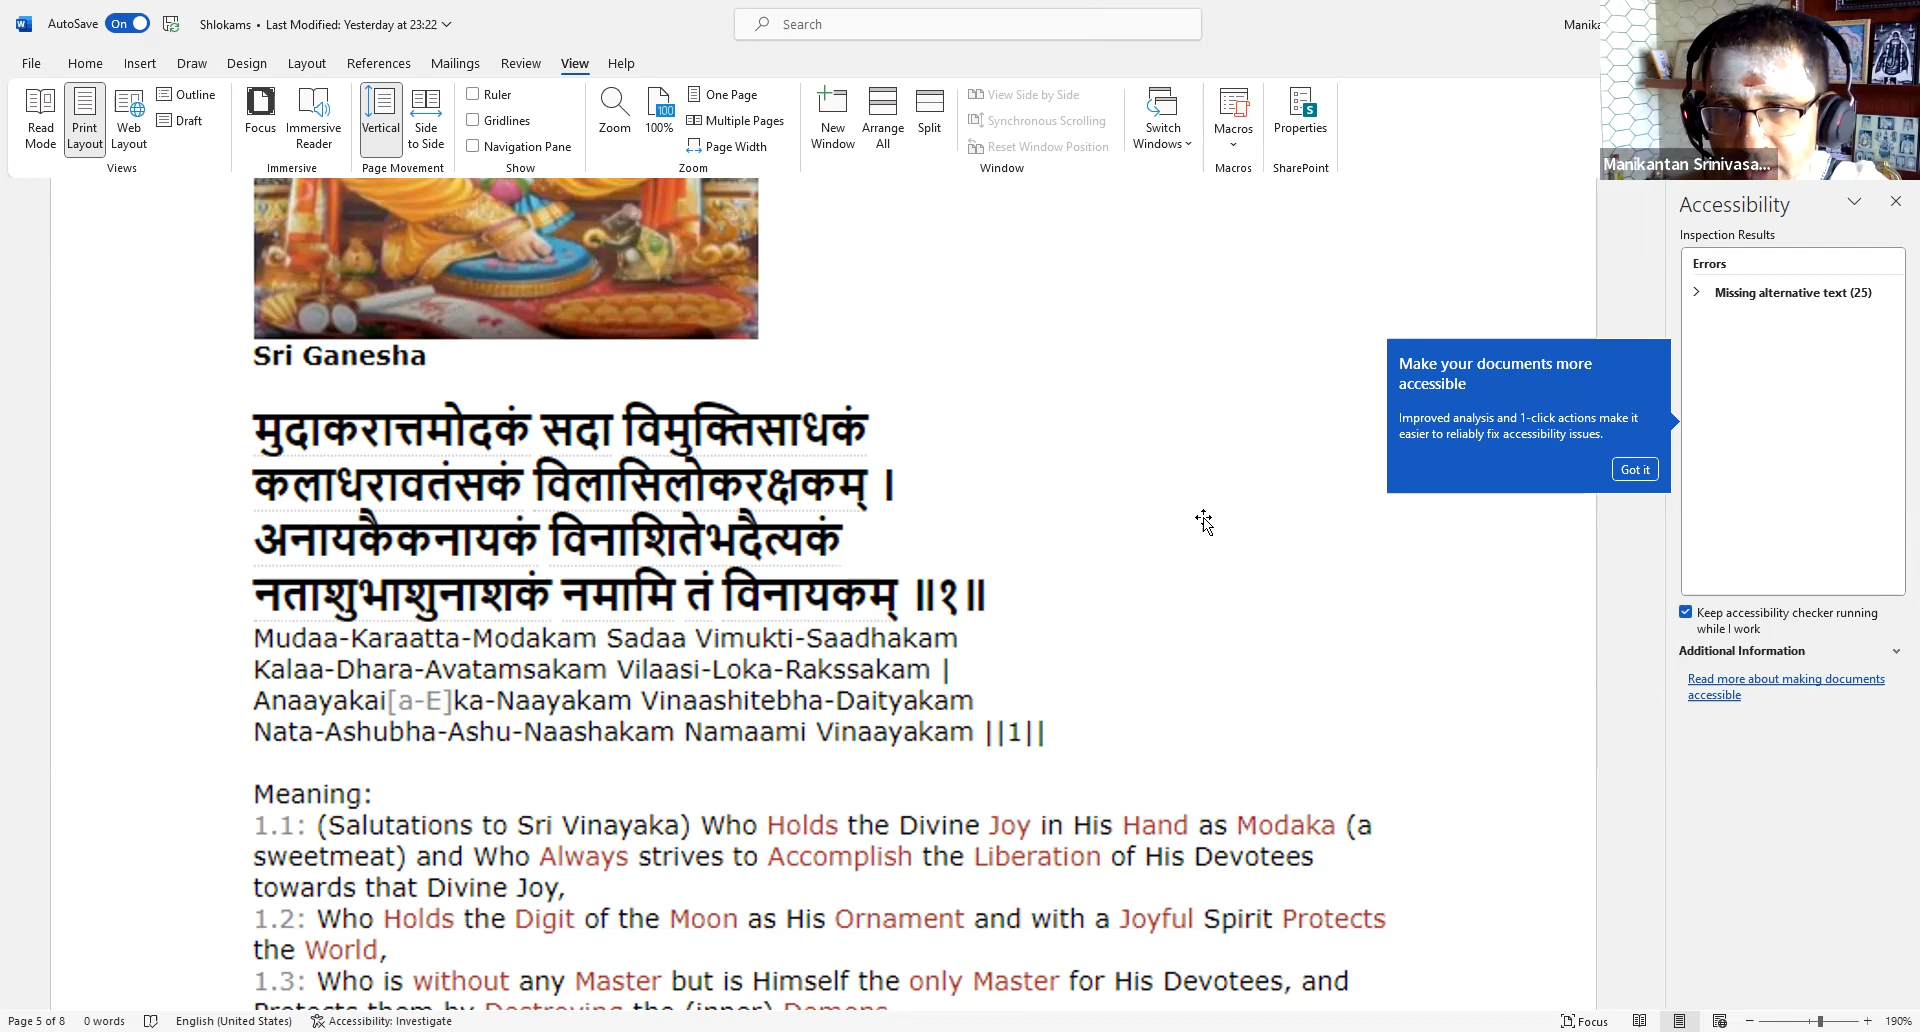 AutoSave On Shlokams • Last Modified: Yesterday at 23:22 Search Manika
File Home Insert Draw Design Layout References Mailings Review View Help
Read Mode
Print Layout
Web Layout
Outline
Draft
Views
Focus
Immersive Reader
Immersive
Vertical
Side to Side
Page Movement
Ruler
Gridlines
Navigation Pane
Show
Zoom
100
100%
One Page
Multiple Pages
Page Width
Zoom
New Window
Arrange All
Split
View Side by Side
Synchronous Scrolling
Reset Window Position
Switch Windows
Window
Macros
Macros
Properties
SharePoint
Manikantan Srinivasa...
Sri Ganesha
मुदाकरात्तमोदकं सदा विमुक्तिसाधकं
कलाधरावतंसकं विलासिलोकरक्षकम् ।
अनायकैकनायकं विनाशितेभदैत्यकं
नताशुभाशुनाशकं नमामि तं विनायकम् ॥१॥
Mudaa-Karaatta-Modakam Sadaa Vimukti-Saadhakam
Kalaa-Dhara-Avatamsakam Vilaasi-Loka-Rakssakam |
Anaayakai[a-E]ka-Naayakam Vinaashitebha-Daityakam
Nata-Ashubha-Ashu-Naashakam Namaami Vinaayakam ||1||
Meaning:
1.1: (Salutations to Sri Vinayaka) Who Holds the Divine Joy in His Hand as Modaka (a
sweetmeat) and Who Always strives to Accomplish the Liberation of His Devotees
towards that Divine Joy,
1.2: Who Holds the Digit of the Moon as His Ornament and with a Joyful Spirit Protects
the World,
1.3: Who is without any Master but is Himself the only Master for His Devotees, and
Protects them by Destroying the (inner) Demons
Make your documents more
accessible
Improved analysis and 1-click actions make it
easier to reliably fix accessibility issues.
Got it
Accessibility
Inspection Results
Errors
Missing alternative text (25)
Keep accessibility checker running
while I work
Additional Information
Read more about making documents
accessible
Page 5 of 8 0 words English (United States) Accessibility: Investigate Focus 190%